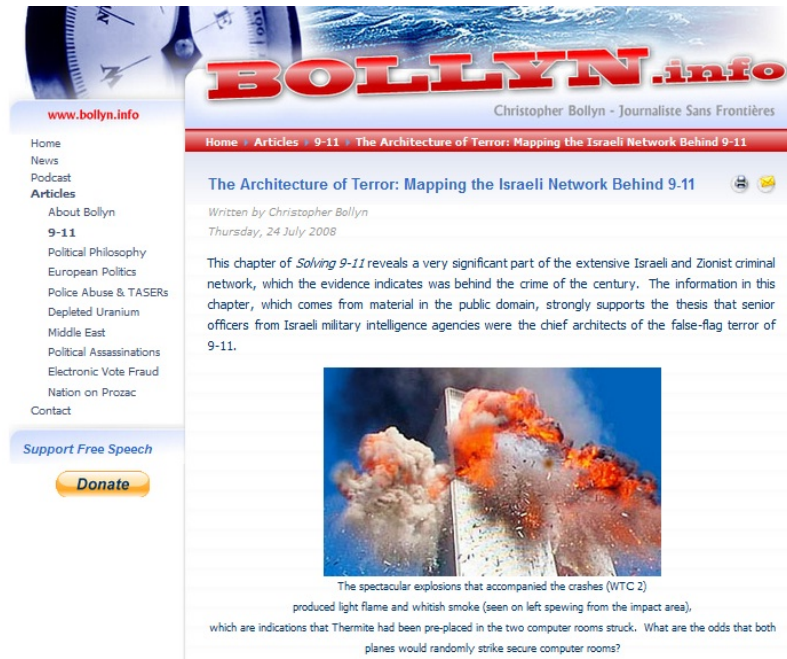 BOLLYN.info
Christopher Bollyn - Journaliste Sans Frontières
www.bollyn.info
Home
News
Podcast
Articles
About Bollyn
9-11
Political Philosophy
European Politics
Police Abuse & TASERs
Depleted Uranium
Middle East
Political Assassinations
Electronic Vote Fraud
Nation on Prozac
Contact
Support Free Speech
Donate
Home Articles 9-11 The Architecture of Terror: Mapping the Israeli Network Behind 9-11
The Architecture of Terror: Mapping the Israeli Network Behind 9-11
Written by Christopher Bollyn
Thursday, 24 July 2008
This chapter of Solving 9-11 reveals a very significant part of the extensive Israeli and Zionist criminal
network, which the evidence indicates was behind the crime of the century. The information in this
chapter, which comes from material in the public domain, strongly supports the thesis that senior
officers from Israeli military intelligence agencies were the chief architects of the false-flag terror of
9-11.
The spectacular explosions that accompanied the crashes (WTC 2)
produced light flame and whitish smoke (seen on left spewing from the impact area),
which are indications that Thermite had been pre-placed in the two computer rooms struck. What are the odds that both
planes would randomly strike secure computer rooms?